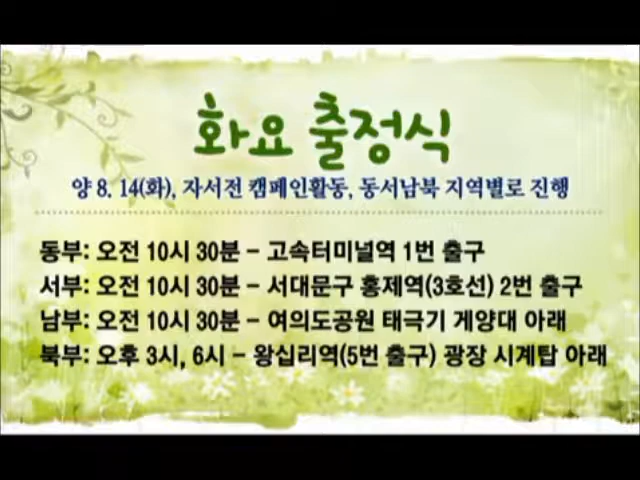 화요 출정식
양 8. 14(화), 자서전 캠페인활동, 동서남북 지역별로 진행
동부: 오전 10시 30분 - 고속터미널역 1번 출구
서부: 오전 10시 30분 - 서대문구 홍제역(3호선) 2번 출구
남부: 오전 10시 30분 - 여의도공원 태극기 게양대 아래
북부: 오후 3시, 6시 - 왕십리역(5번 출구) 광장 시계탑 아래